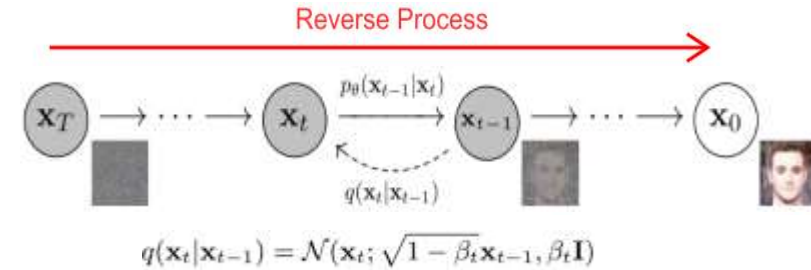 Reverse Process
p_θ(x_{t−1}|x_t)
x_T → ··· → x_t → x_{t−1} → ··· → x_0
q(x_t|x_{t−1})
q(x_t|x_{t−1}) = 𝒩(x_t; √(1 − β_t)x_{t−1}, β_tI)